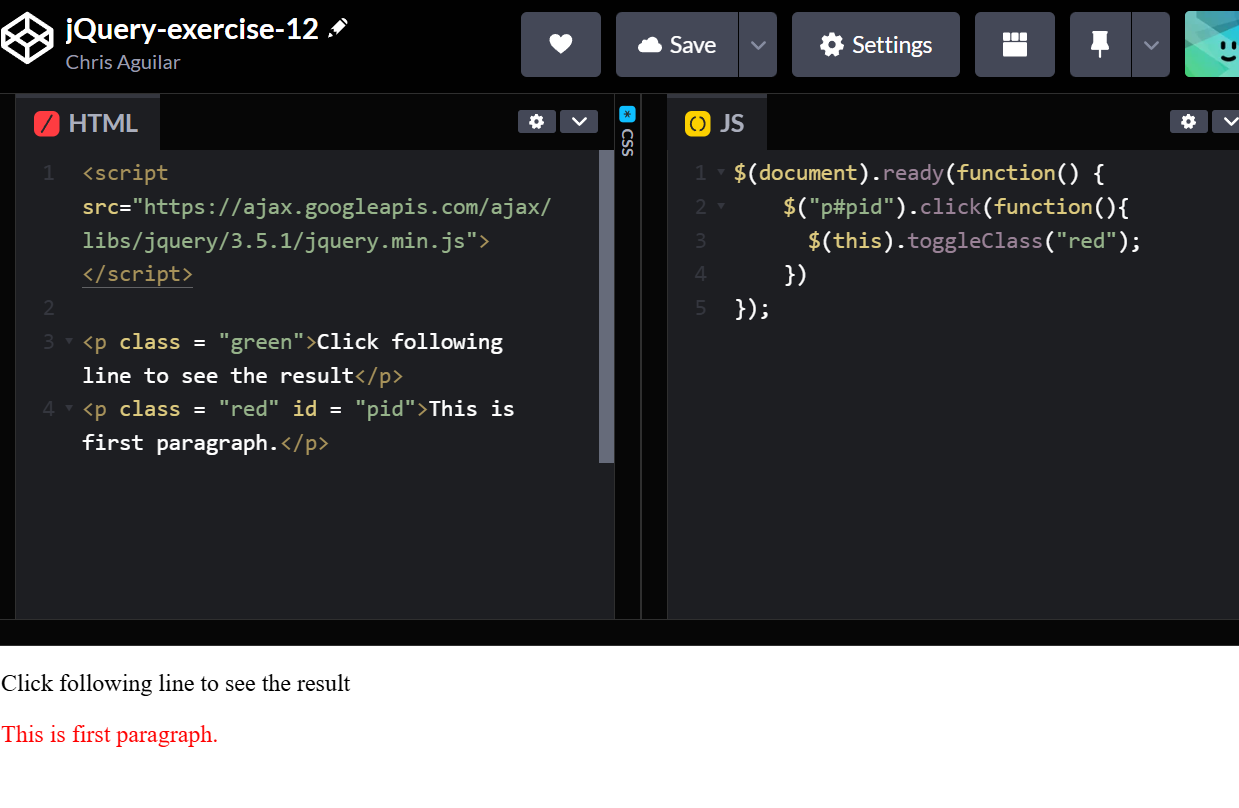 jQuery-exercise-12
Chris Aguilar
Save
Settings
HTML
CSS
JS
1 <script
src="https://ajax.googleapis.com/ajax/
libs/jquery/3.5.1/jquery.min.js">
</script>
2
3 <p class = "green">Click following
line to see the result</p>
4 <p class = "red" id = "pid">This is
first paragraph.</p>
1 $(document).ready(function() {
2 $("p#pid").click(function(){
3 $(this).toggleClass("red");
4 })
5 });
Click following line to see the result
This is first paragraph.